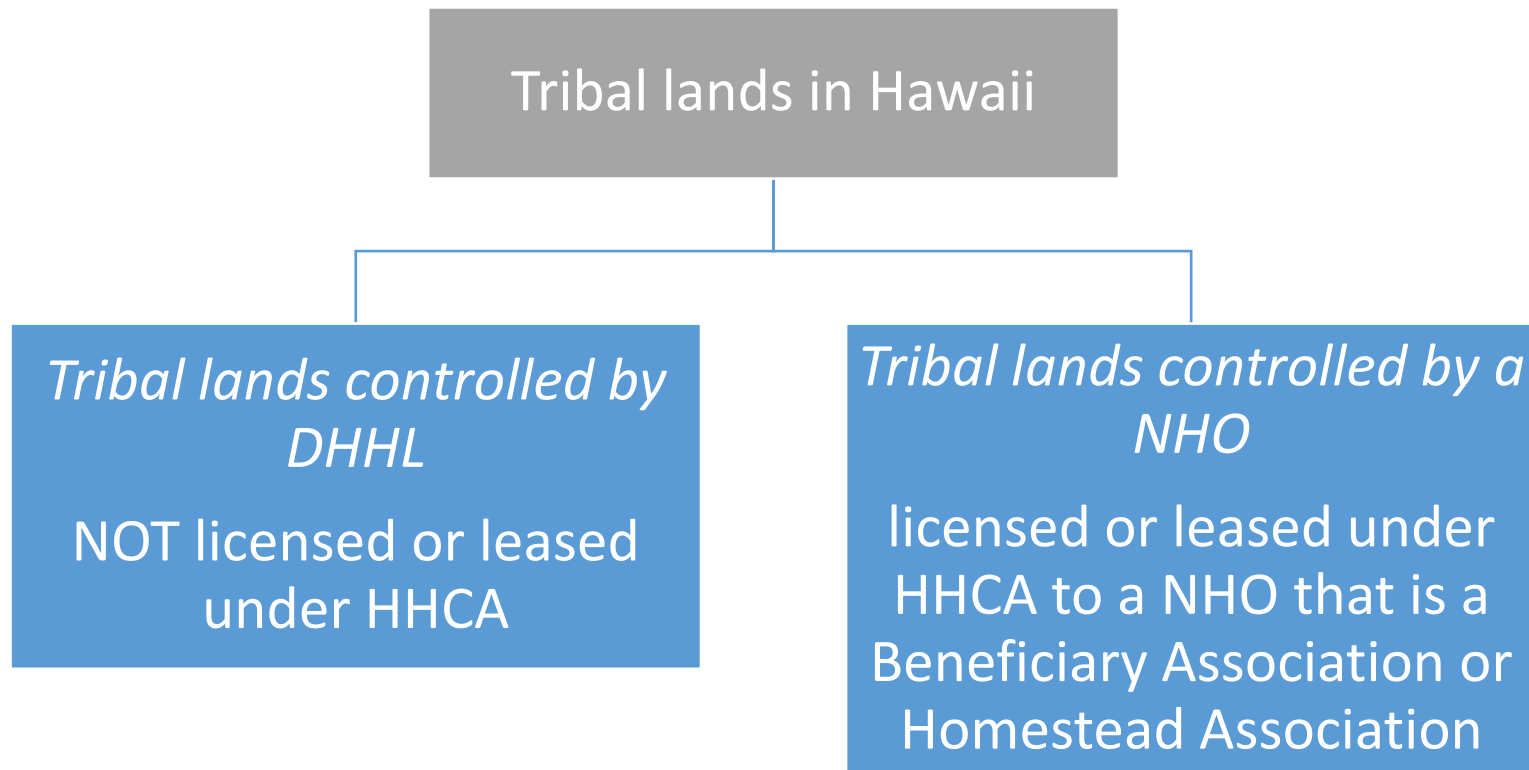 Tribal lands in Hawaii
Tribal lands controlled by
DHHL
NOT licensed or leased
under HHCA
Tribal lands controlled by a
NHO
licensed or leased under
HHCA to a NHO that is a
Beneficiary Association or
Homestead Association